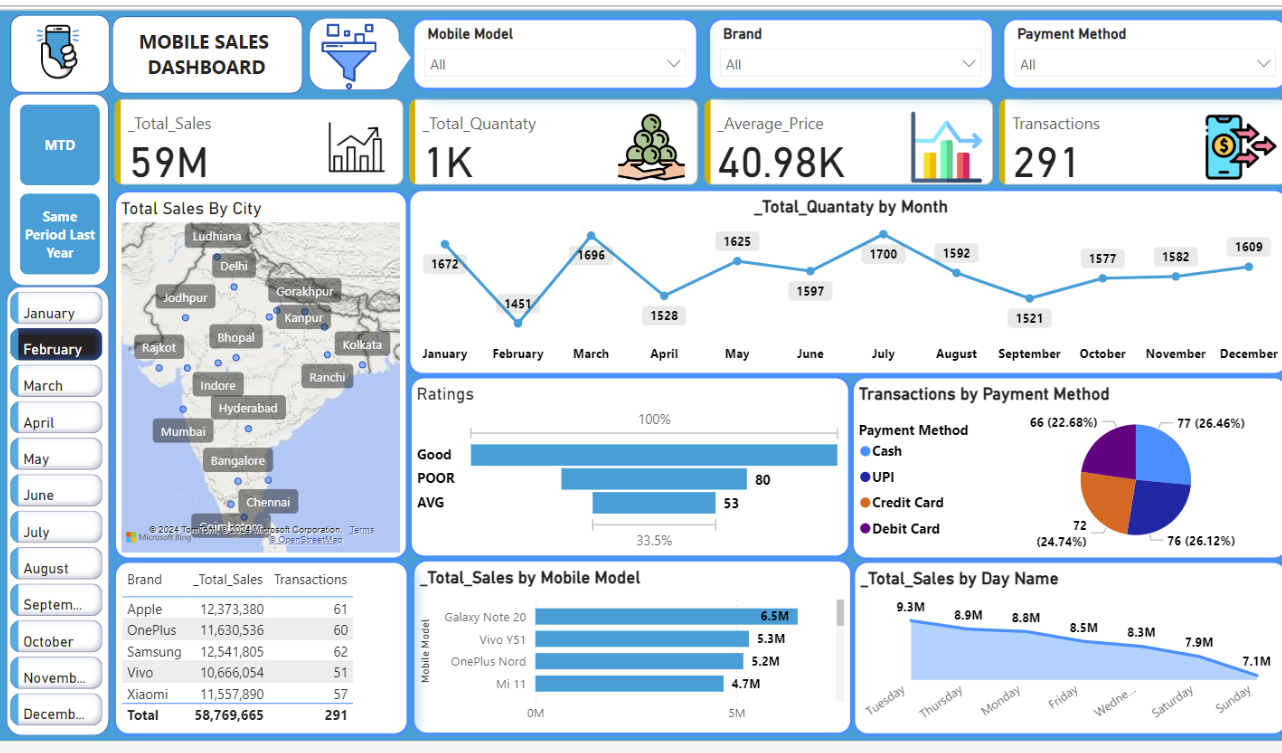 MOBILE SALES
DASHBOARD
Mobile Model
All
Brand
All
Payment Method
All
MTD
Same
Period Last
Year
January
February
March
April
May
June
July
August
Septem...
October
Novemb...
Decemb...
_Total_Sales
59M
_Total_Quantaty
1K
_Average_Price
40.98K
Transactions
291
$
Total Sales By City
Ludhiana
Delhi
Jodhpur
Gorakhpur
Kanpur
Rajkot
Bhopal
Kolkata
Indore
Ranchi
Hyderabad
Mumbai
Bangalore
Chennai
© 2024 TomTom, © 2024 Microsoft Corporation, Terms
Microsoft Bing
© OpenStreetMap
_Total_Quantaty by Month
1672
1451
1696
1528
1625
1597
1700
1592
1521
1577
1582
1609
January February March April May June July August September October November December
Ratings
100%
Good
POOR 80
AVG 53
33.5%
Transactions by Payment Method
Payment Method
Cash
UPI
Credit Card
Debit Card
66 (22.68%)
77 (26.46%)
72
(24.74%)
76 (26.12%)
Brand _Total_Sales Transactions
Apple 12,373,380 61
OnePlus 11,630,536 60
Samsung 12,541,805 62
Vivo 10,666,054 51
Xiaomi 11,557,890 57
Total 58,769,665 291
_Total_Sales by Mobile Model
Mobile Model
Galaxy Note 20 6.5M
Vivo Y51 5.3M
OnePlus Nord 5.2M
Mi 11 4.7M
0M 5M
_Total_Sales by Day Name
9.3M
8.9M
8.8M
8.5M
8.3M
7.9M
7.1M
Tuesday Thursday Monday Friday Wedne... Saturday Sunday